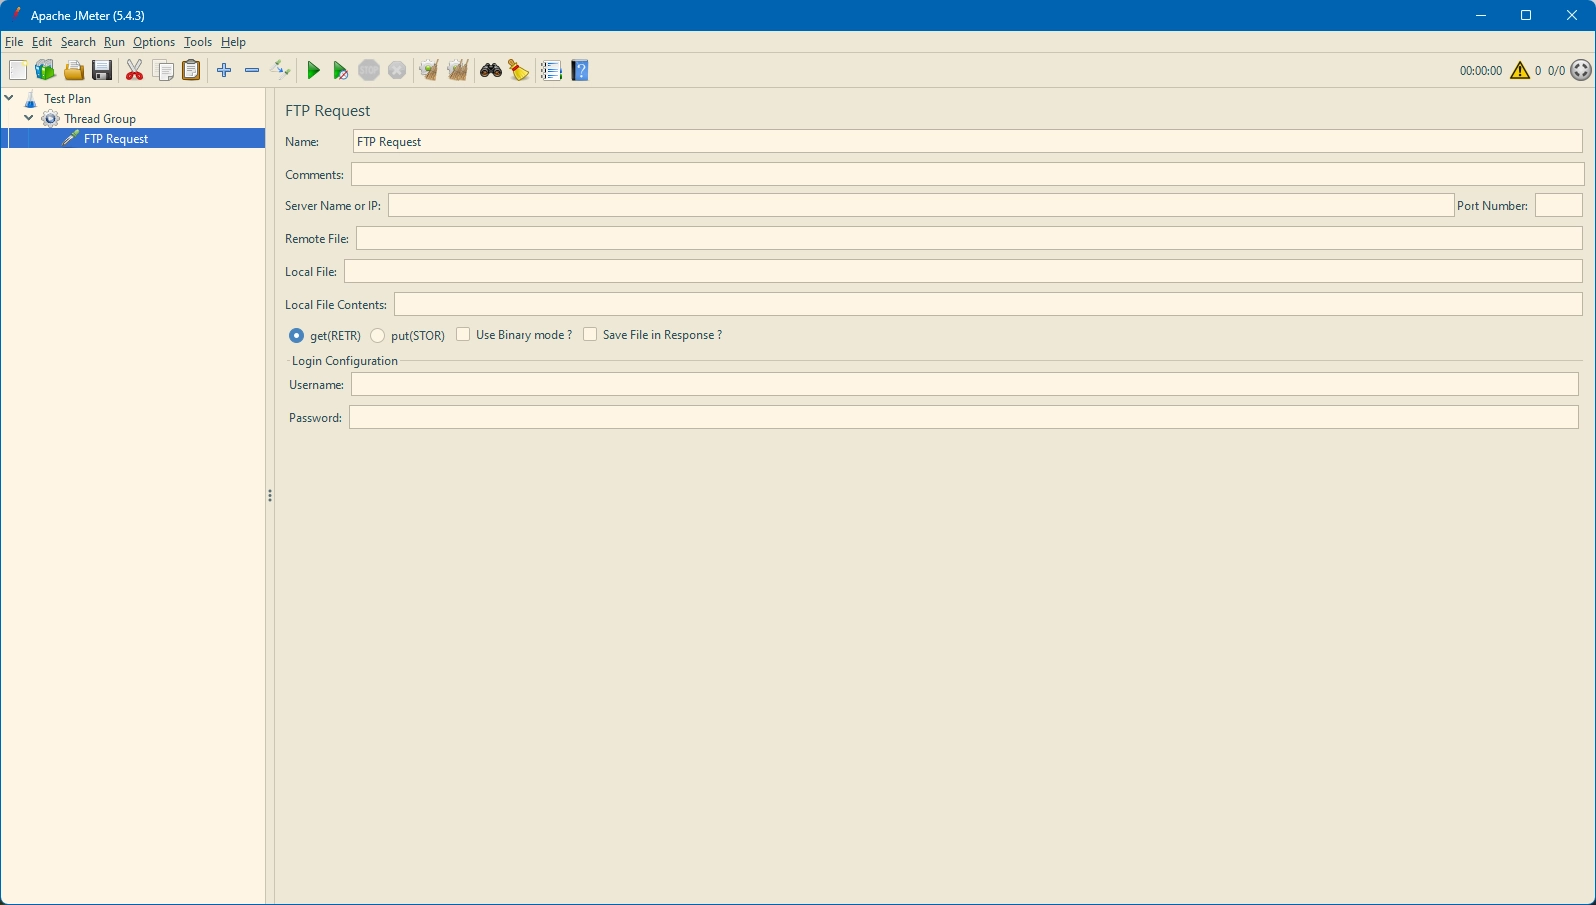 Apache JMeter (5.4.3)
File Edit Search Run Options Tools Help
STOP
00:00:00 0 0/0
Test Plan
Thread Group
FTP Request
FTP Request
Name: FTP Request
Comments:
Server Name or IP: Port Number:
Remote File:
Local File:
Local File Contents:
get(RETR) put(STOR) Use Binary mode ? Save File in Response ?
Login Configuration
Username:
Password: